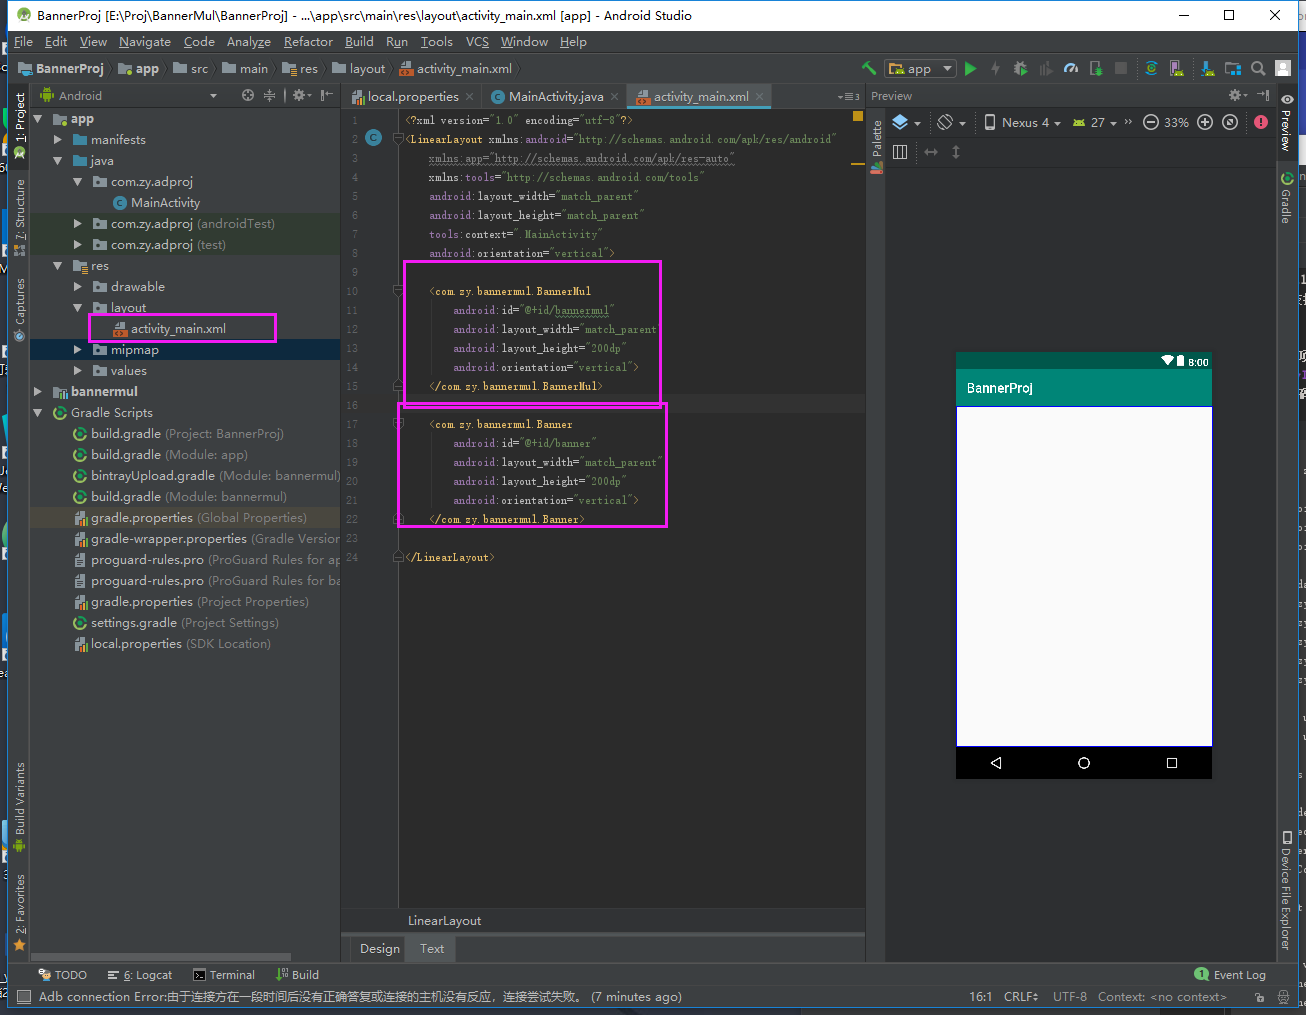 BannerProj [E:\Proj\BannerMul\BannerProj] - ...\app\src\main\res\layout\activity_main.xml [app] - Android Studio
File Edit View Navigate Code Analyze Refactor Build Run Tools VCS Window Help
BannerProj app src main res layout activity_main.xml
app
Android
local.properties MainActivity.java activity_main.xml
3
Preview
1: Project
7: Structure
Captures
Build Variants
2: Favorites
app
manifests
java
com.zy.adproj
MainActivity
com.zy.adproj (androidTest)
com.zy.adproj (test)
res
drawable
layout
activity_main.xml
mipmap
values
bannermul
Gradle Scripts
build.gradle (Project: BannerProj)
build.gradle (Module: app)
bintrayUpload.gradle (Module: bannermul)
build.gradle (Module: bannermul)
gradle.properties (Global Properties)
gradle-wrapper.properties (Gradle Version
proguard-rules.pro (ProGuard Rules for ap
proguard-rules.pro (ProGuard Rules for ba
gradle.properties (Project Properties)
settings.gradle (Project Settings)
local.properties (SDK Location)
1 <?xml version="1.0" encoding="utf-8"?>
2 <LinearLayout xmlns:android="http://schemas.android.com/apk/res/android"
3 xmlns:app="http://schemas.android.com/apk/res-auto"
4 xmlns:tools="http://schemas.android.com/tools"
5 android:layout_width="match_parent"
6 android:layout_height="match_parent"
7 tools:context=".MainActivity"
8 android:orientation="vertical">
9
10 <com.zy.bannermul.BannerMul
11 android:id="@+id/bannermul"
12 android:layout_width="match_parent"
13 android:layout_height="200dp"
14 android:orientation="vertical">
15 </com.zy.bannermul.BannerMul>
16
17 <com.zy.bannermul.Banner
18 android:id="@+id/banner"
19 android:layout_width="match_parent"
20 android:layout_height="200dp"
21 android:orientation="vertical">
22 </com.zy.bannermul.Banner>
23
24 </LinearLayout>
LinearLayout
Design Text
Palette
Nexus 4 27 33%
8:00
BannerProj
Preview
Gradle
Device File Explorer
TODO 6: Logcat Terminal Build 1 Event Log
Adb connection Error:由于连接方在一段时间后没有正确答复或连接的主机没有反应，连接尝试失败。 (7 minutes ago) 16:1 CRLF UTF-8 Context: <no context>